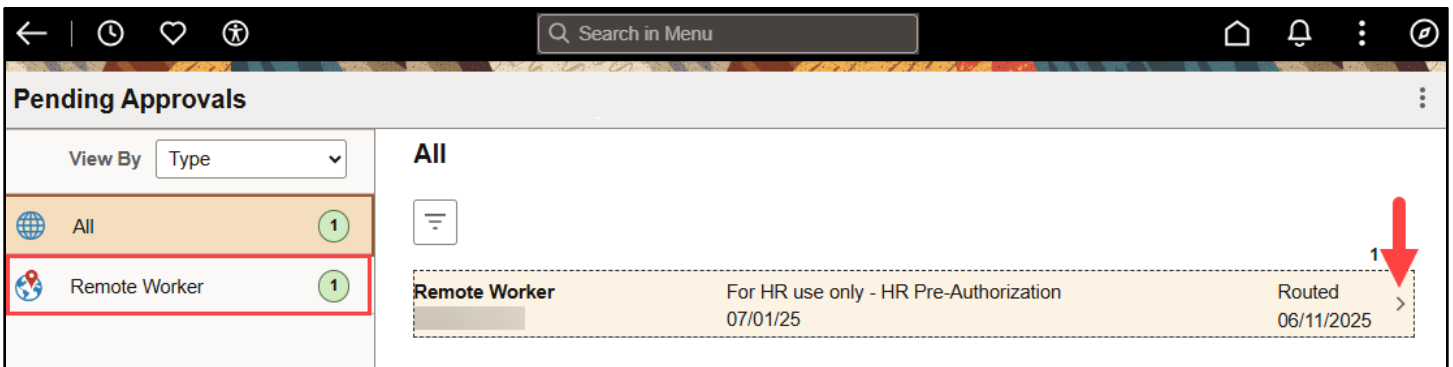 Search in Menu
Pending Approvals
View By Type
All
All 1
Remote Worker 1
1
Remote Worker For HR use only - HR Pre-Authorization Routed
07/01/25 06/11/2025